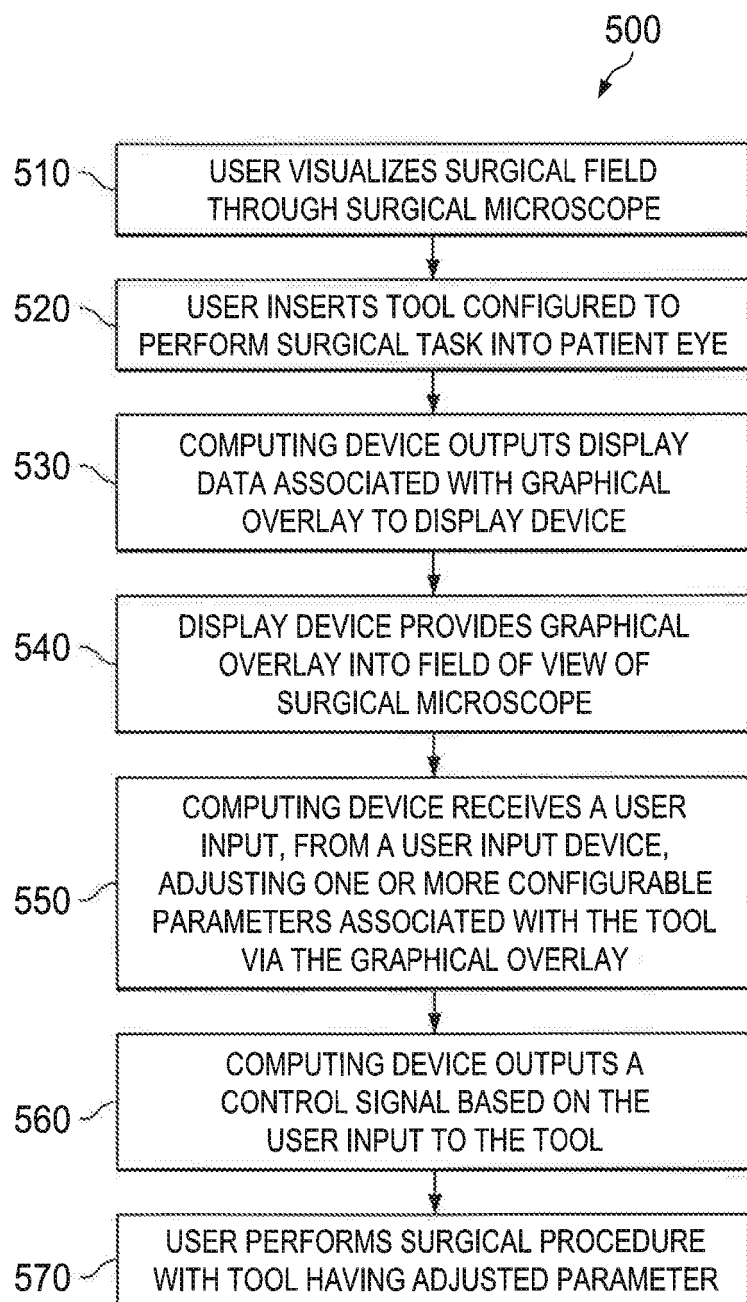 500
510
USER VISUALIZES SURGICAL FIELD
THROUGH SURGICAL MICROSCOPE
520
USER INSERTS TOOL CONFIGURED TO
PERFORM SURGICAL TASK INTO PATIENT EYE
530
COMPUTING DEVICE OUTPUTS DISPLAY
DATA ASSOCIATED WITH GRAPHICAL
OVERLAY TO DISPLAY DEVICE
540
DISPLAY DEVICE PROVIDES GRAPHICAL
OVERLAY INTO FIELD OF VIEW OF
SURGICAL MICROSCOPE
550
COMPUTING DEVICE RECEIVES A USER
INPUT, FROM A USER INPUT DEVICE,
ADJUSTING ONE OR MORE CONFIGURABLE
PARAMETERS ASSOCIATED WITH THE TOOL
VIA THE GRAPHICAL OVERLAY
560
COMPUTING DEVICE OUTPUTS A
CONTROL SIGNAL BASED ON THE
USER INPUT TO THE TOOL
570
USER PERFORMS SURGICAL PROCEDURE
WITH TOOL HAVING ADJUSTED PARAMETER